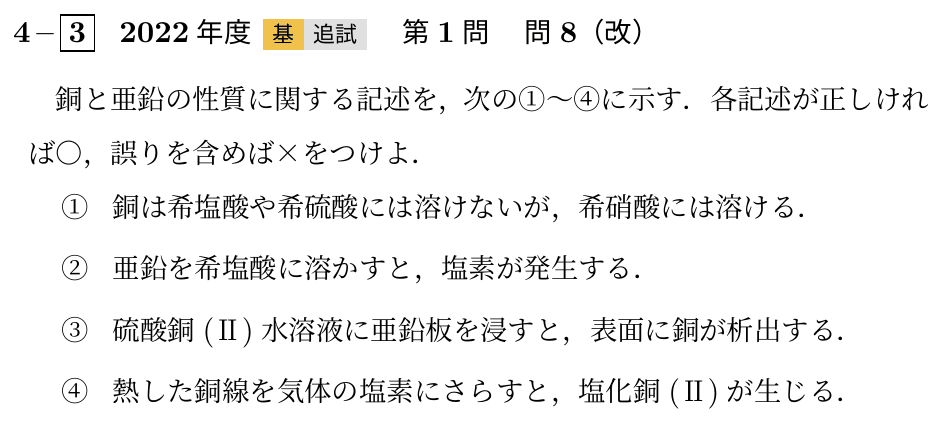 4－3 2022年度 基 追試 第1問 問8（改）
銅と亜鉛の性質に関する記述を，次の①～④に示す．各記述が正しけれ
ば○，誤りを含めば×をつけよ．
① 銅は希塩酸や希硫酸には溶けないが，希硝酸には溶ける．
② 亜鉛を希塩酸に溶かすと，塩素が発生する．
③ 硫酸銅(Ⅱ)水溶液に亜鉛板を浸すと，表面に銅が析出する．
④ 熱した銅線を気体の塩素にさらすと，塩化銅(Ⅱ)が生じる．